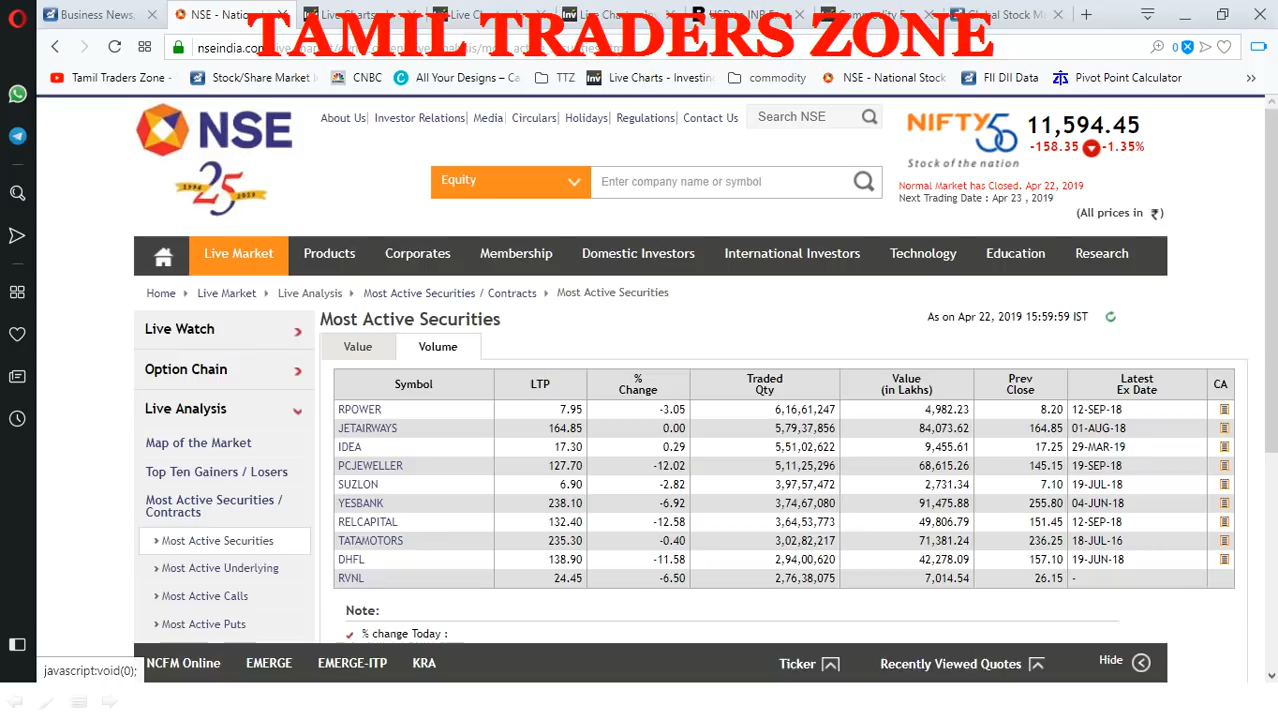 Business News,
NSE - Nation
Live Charts
Live Charts
Live Charts
Global Stock M
TAMIL TRADERS ZONE
nseindia.com
0
Tamil Traders Zone - Stock/Share Market CNBC All Your Designs – Ca TTZ Live Charts - Investin commodity NSE - National Stock FII DII Data Pivot Point Calculator »
NSE
25
About Us| Investor Relations| Media| Circulars| Holidays| Regulations| Contact Us
Search NSE
Equity
Enter company name or symbol
NIFTY50
Stock of the nation
11,594.45
-158.35 -1.35%
Normal Market has Closed. Apr 22, 2019
Next Trading Date : Apr 23 , 2019
(All prices in ₹)
Live Market Products Corporates Membership Domestic Investors International Investors Technology Education Research
Home Live Market Live Analysis Most Active Securities / Contracts Most Active Securities
Live Watch
Option Chain
Live Analysis
Map of the Market
Top Ten Gainers / Losers
Most Active Securities /
Contracts
Most Active Securities
Most Active Underlying
Most Active Calls
Most Active Puts
Most Active Securities
As on Apr 22, 2019 15:59:59 IST
Value Volume
Symbol LTP % Change Traded Qty Value (in Lakhs) Prev Close Latest Ex Date CA
RPOWER 7.95 -3.05 6,16,61,247 4,982.23 8.20 12-SEP-18
JETAIRWAYS 164.85 0.00 5,79,37,856 84,073.62 164.85 01-AUG-18
IDEA 17.30 0.29 5,51,02,622 9,455.61 17.25 29-MAR-19
PCJEWELLER 127.70 -12.02 5,11,25,296 68,615.26 145.15 19-SEP-18
SUZLON 6.90 -2.82 3,97,57,472 2,731.34 7.10 19-JUL-18
YESBANK 238.10 -6.92 3,74,67,080 91,475.88 255.80 04-JUN-18
RELCAPITAL 132.40 -12.58 3,64,53,773 49,806.79 151.45 12-SEP-18
TATAMOTORS 235.30 -0.40 3,02,82,217 71,381.24 236.25 18-JUL-16
DHFL 138.90 -11.58 2,94,00,620 42,278.09 157.10 19-JUN-18
RVNL 24.45 -6.50 2,76,38,075 7,014.54 26.15 -
Note:
% change Today :
NCFM Online EMERGE EMERGE-ITP KRA Ticker Recently Viewed Quotes Hide
javascript:void(0);